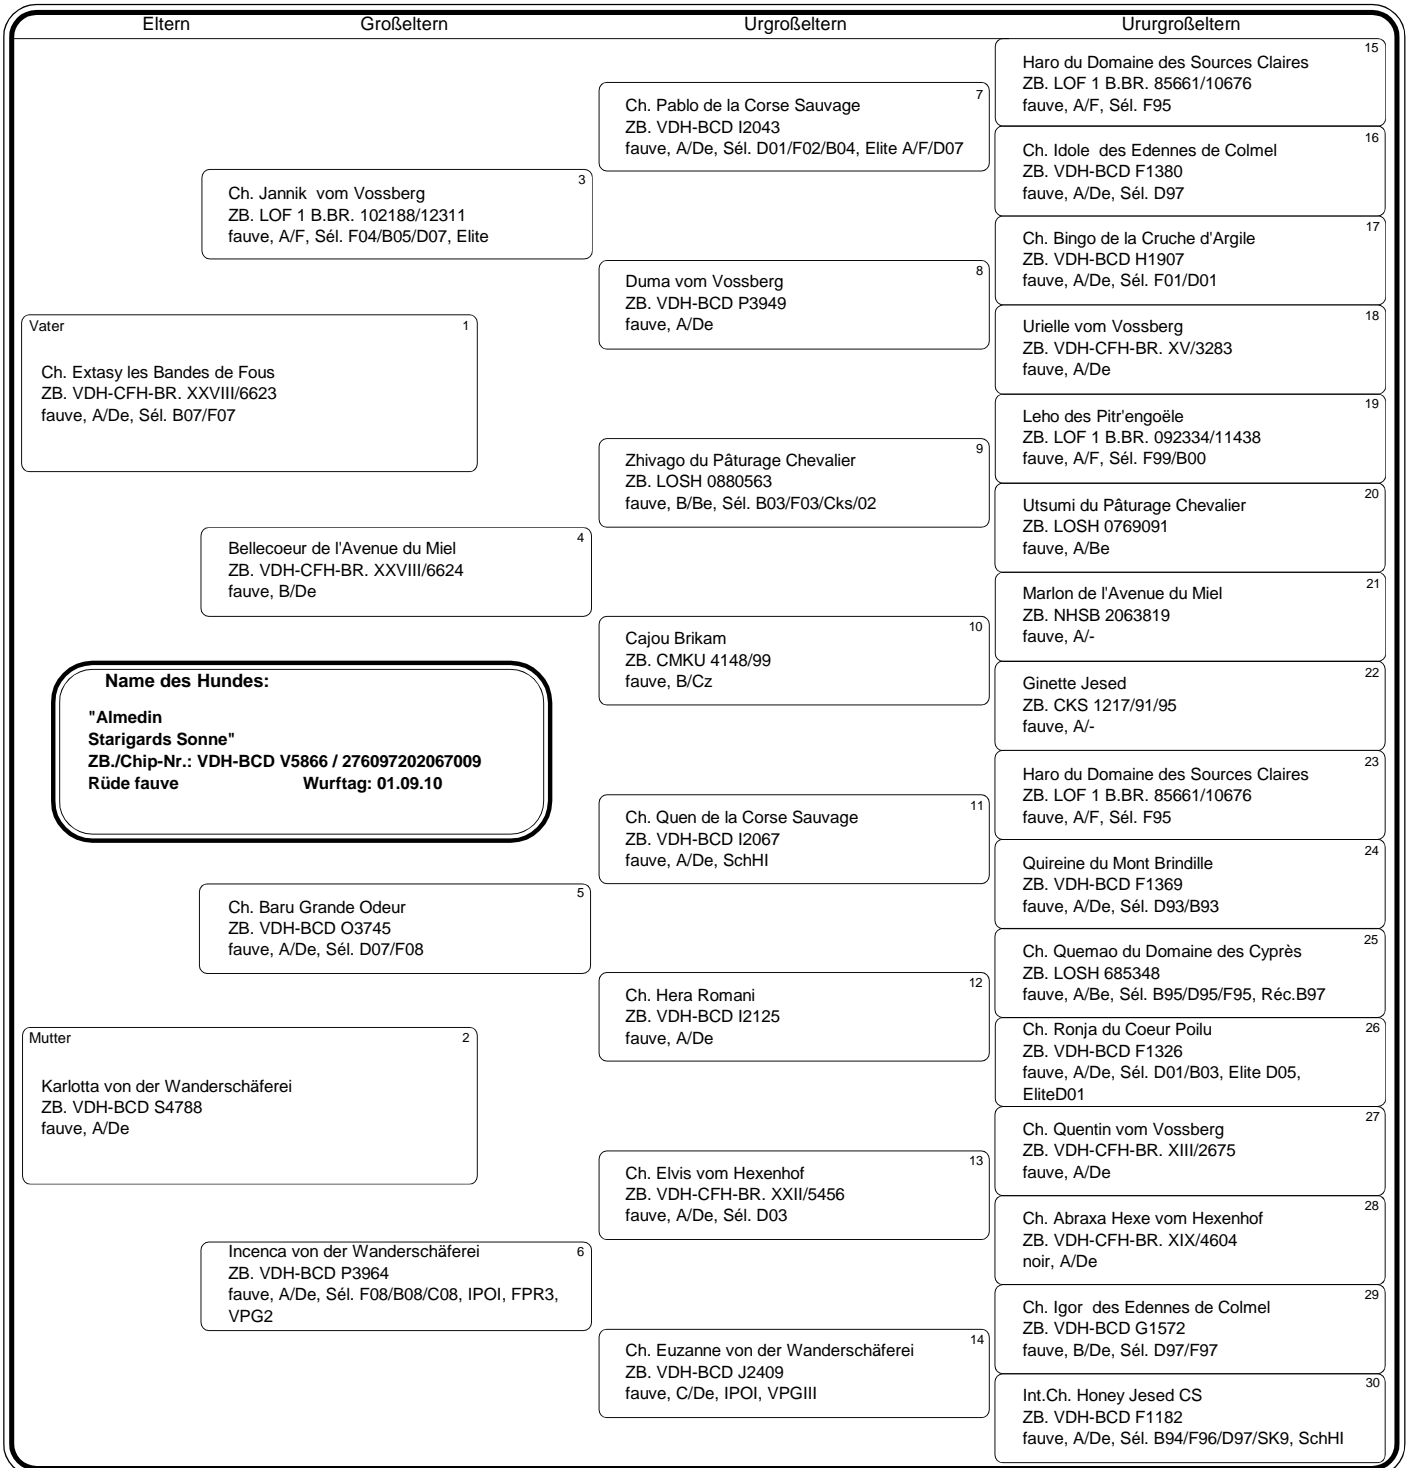 Eltern Großeltern Urgroßeltern Ururgroßeltern
Vater 1
Ch. Extasy les Bandes de Fous
ZB. VDH-CFH-BR. XXVIII/6623
fauve, A/De, Sél. B07/F07
Mutter 2
Karlotta von der Wanderschäferei
ZB. VDH-BCD S4788
fauve, A/De
Name des Hundes:
"Almedin
Starigards Sonne"
ZB./Chip-Nr.: VDH-BCD V5866 / 276097202067009
Rüde fauve Wurftag: 01.09.10
3
Ch. Jannik vom Vossberg
ZB. LOF 1 B.BR. 102188/12311
fauve, A/F, Sél. F04/B05/D07, Elite
4
Bellecoeur de l'Avenue du Miel
ZB. VDH-CFH-BR. XXVIII/6624
fauve, B/De
5
Ch. Baru Grande Odeur
ZB. VDH-BCD O3745
fauve, A/De, Sél. D07/F08
6
Incenca von der Wanderschäferei
ZB. VDH-BCD P3964
fauve, A/De, Sél. F08/B08/C08, IPOI, FPR3,
VPG2
7
Ch. Pablo de la Corse Sauvage
ZB. VDH-BCD I2043
fauve, A/De, Sél. D01/F02/B04, Elite A/F/D07
8
Duma vom Vossberg
ZB. VDH-BCD P3949
fauve, A/De
9
Zhivago du Pâturage Chevalier
ZB. LOSH 0880563
fauve, B/Be, Sél. B03/F03/Cks/02
10
Cajou Brikam
ZB. CMKU 4148/99
fauve, B/Cz
11
Ch. Quen de la Corse Sauvage
ZB. VDH-BCD I2067
fauve, A/De, SchHI
12
Ch. Hera Romani
ZB. VDH-BCD I2125
fauve, A/De
13
Ch. Elvis vom Hexenhof
ZB. VDH-CFH-BR. XXII/5456
fauve, A/De, Sél. D03
14
Ch. Euzanne von der Wanderschäferei
ZB. VDH-BCD J2409
fauve, C/De, IPOI, VPGIII
15
Haro du Domaine des Sources Claires
ZB. LOF 1 B.BR. 85661/10676
fauve, A/F, Sél. F95
16
Ch. Idole des Edennes de Colmel
ZB. VDH-BCD F1380
fauve, A/De, Sél. D97
17
Ch. Bingo de la Cruche d'Argile
ZB. VDH-BCD H1907
fauve, A/De, Sél. F01/D01
18
Urielle vom Vossberg
ZB. VDH-CFH-BR. XV/3283
fauve, A/De
19
Leho des Pitr'engoële
ZB. LOF 1 B.BR. 092334/11438
fauve, A/F, Sél. F99/B00
20
Utsumi du Pâturage Chevalier
ZB. LOSH 0769091
fauve, A/Be
21
Marlon de l'Avenue du Miel
ZB. NHSB 2063819
fauve, A/-
22
Ginette Jesed
ZB. CKS 1217/91/95
fauve, A/-
23
Haro du Domaine des Sources Claires
ZB. LOF 1 B.BR. 85661/10676
fauve, A/F, Sél. F95
24
Quireine du Mont Brindille
ZB. VDH-BCD F1369
fauve, A/De, Sél. D93/B93
25
Ch. Quemao du Domaine des Cyprès
ZB. LOSH 685348
fauve, A/Be, Sél. B95/D95/F95, Réc.B97
26
Ch. Ronja du Coeur Poilu
ZB. VDH-BCD F1326
fauve, A/De, Sél. D01/B03, Elite D05,
EliteD01
27
Ch. Quentin vom Vossberg
ZB. VDH-CFH-BR. XIII/2675
fauve, A/De
28
Ch. Abraxa Hexe vom Hexenhof
ZB. VDH-CFH-BR. XIX/4604
noir, A/De
29
Ch. Igor des Edennes de Colmel
ZB. VDH-BCD G1572
fauve, B/De, Sél. D97/F97
30
Int.Ch. Honey Jesed CS
ZB. VDH-BCD F1182
fauve, A/De, Sél. B94/F96/D97/SK9, SchHI